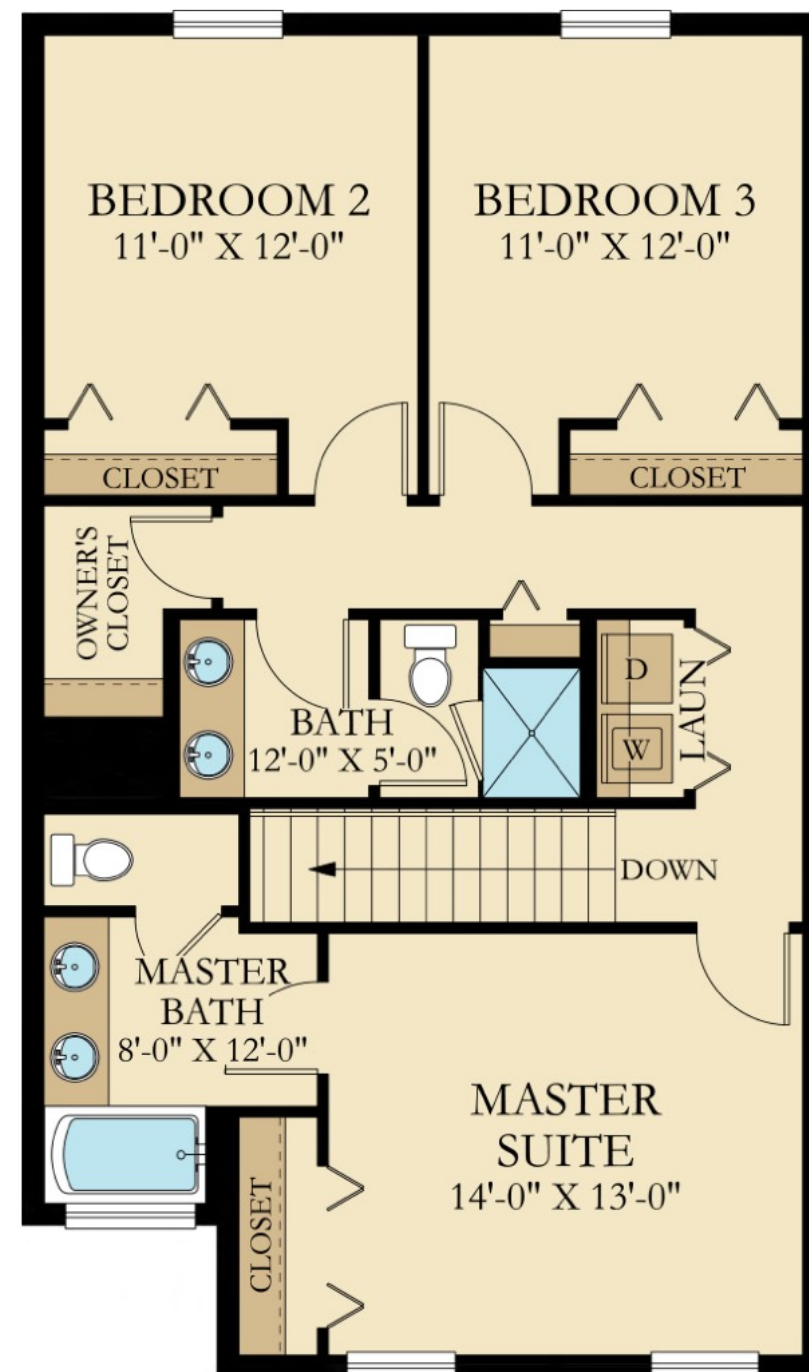 BEDROOM 2
11'-0" X 12'-0"
BEDROOM 3
11'-0" X 12'-0"
CLOSET
CLOSET
OWNER'S
CLOSET
BATH
12'-0" X 5'-0"
D
W
LAUN
DOWN
MASTER
BATH
8'-0" X 12'-0"
MASTER
SUITE
14'-0" X 13'-0"
CLOSET